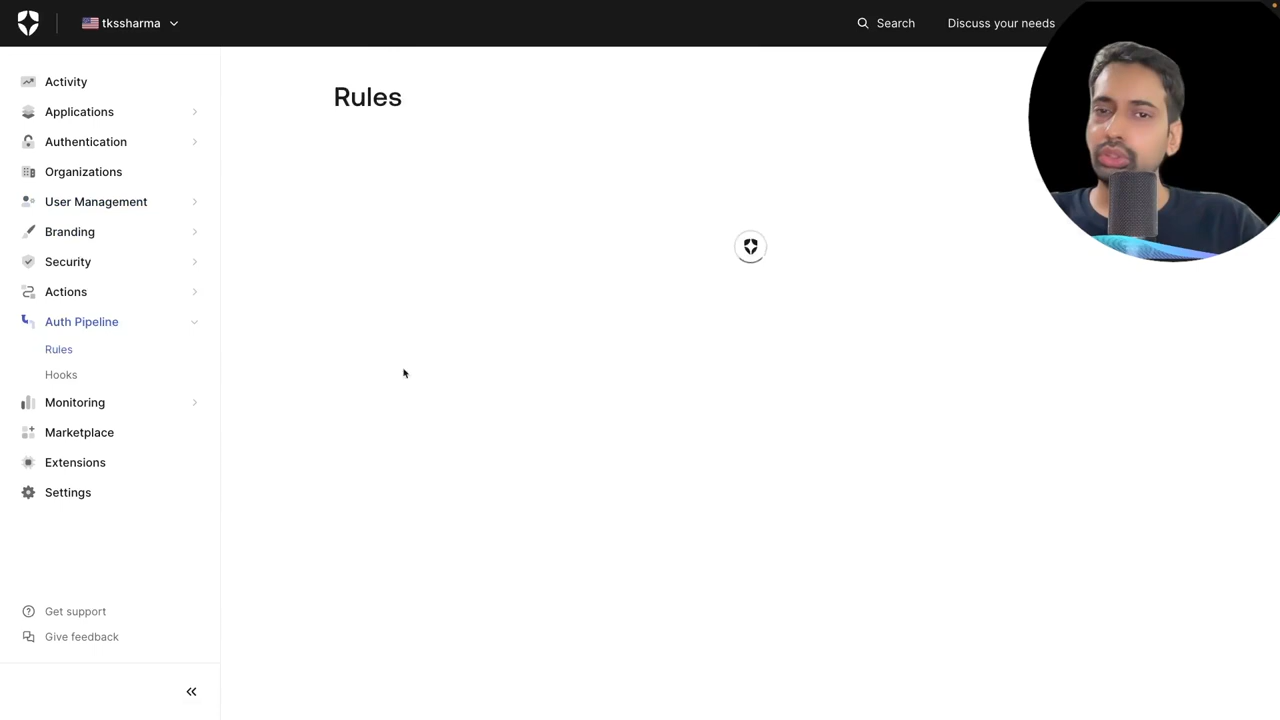 tkssharma
Search
Discuss your needs
Activity
Applications
Authentication
Organizations
User Management
Branding
Security
Actions
Auth Pipeline
Rules
Hooks
Monitoring
Marketplace
Extensions
Settings
Get support
Give feedback
Rules